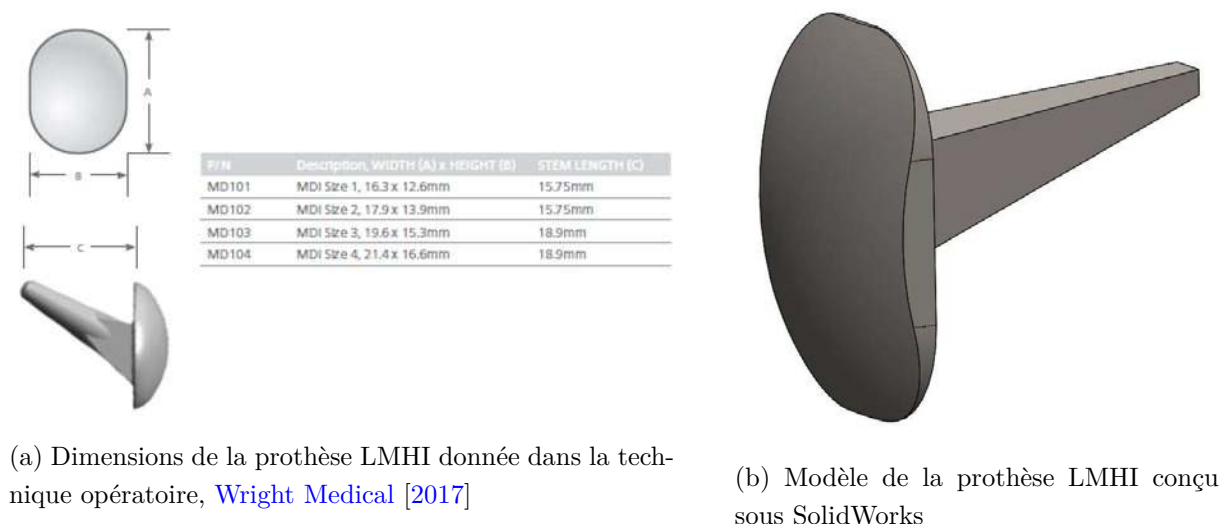 A
B
C
P/N Description, WIDTH (A) x HEIGHT (B) STEM LENGTH (C)
MD101 MDI Size 1, 16.3 x 12.6mm 15.75mm
MD102 MDI Size 2, 17.9 x 13.9mm 15.75mm
MD103 MDI Size 3, 19.6 x 15.3mm 18.9mm
MD104 MDI Size 4, 21.4 x 16.6mm 18.9mm
(a) Dimensions de la prothèse LMHI donnée dans la tech-
nique opératoire, Wright Medical [2017]
(b) Modèle de la prothèse LMHI conçu
sous SolidWorks